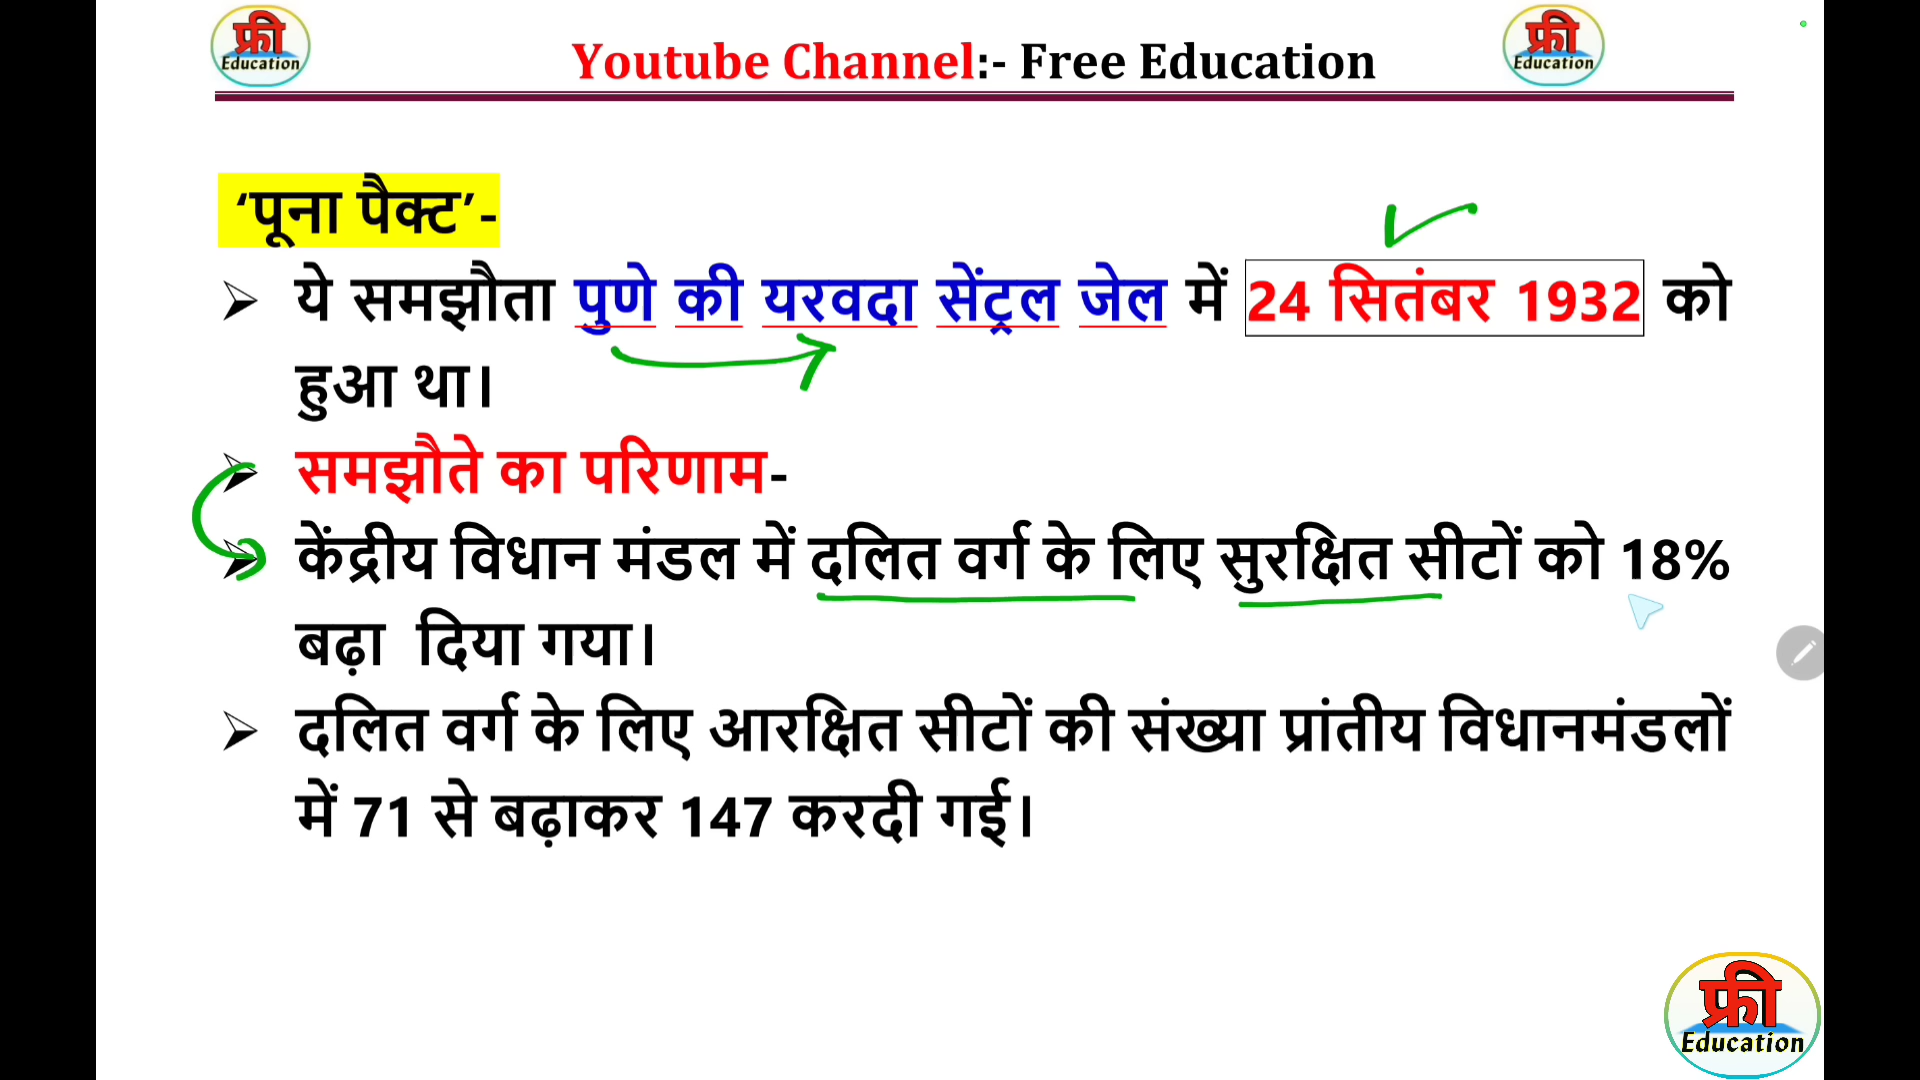 फ्री
Education
Youtube Channel:- Free Education
फ्री
Education
‘पूना पैक्ट’-
ये समझौता पुणे की यरवदा सेंट्रल जेल में 24 सितंबर 1932 को
हुआ था।
समझौते का परिणाम-
केंद्रीय विधान मंडल में दलित वर्ग के लिए सुरक्षित सीटों को 18%
बढ़ा दिया गया।
दलित वर्ग के लिए आरक्षित सीटों की संख्या प्रांतीय विधानमंडलों
में 71 से बढ़ाकर 147 करदी गई।
फ्री
Education